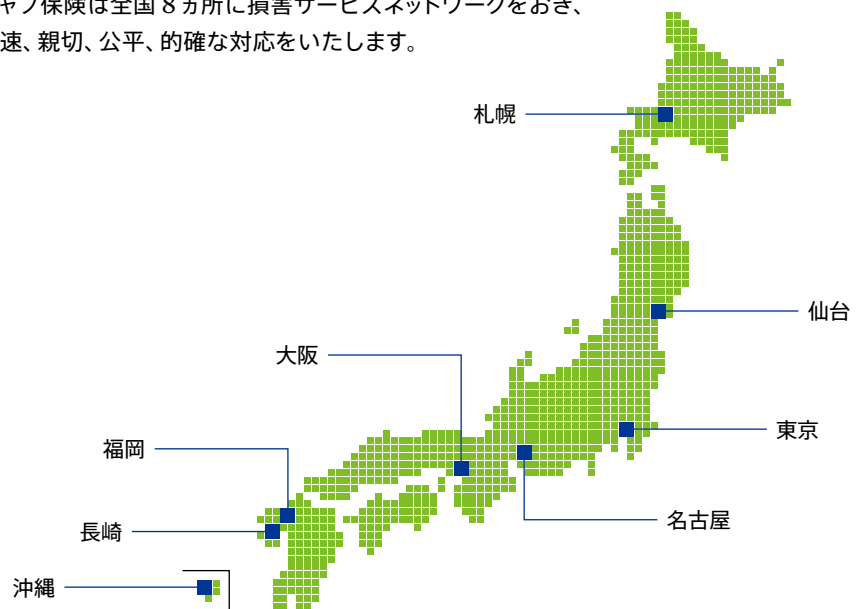 ャブ保険は全国8ヵ所に損害サービスネットワークをおき、
速、親切、公平、的確な対応をいたします。
札幌
仙台
大阪
東京
福岡
名古屋
長崎
沖縄